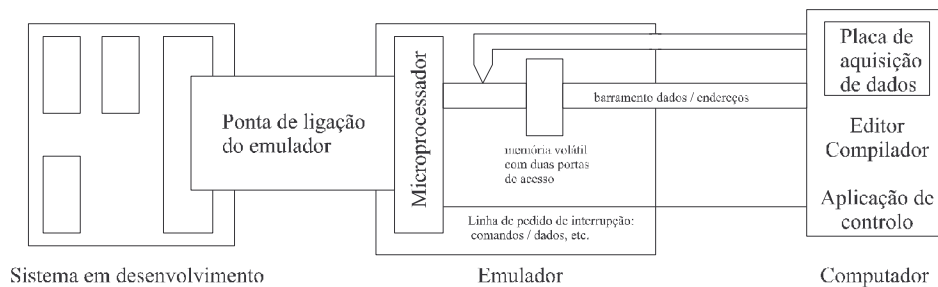 Placa de
aquisição
de dados
Microprocessador
barramento dados / endereços
Ponta de ligação
do emulador
Editor
Compilador
memória volátil
com duas portas
de acesso
Aplicação de
controlo
Linha de pedido de interrupção:
comandos / dados, etc.
Sistema em desenvolvimento
Emulador
Computador